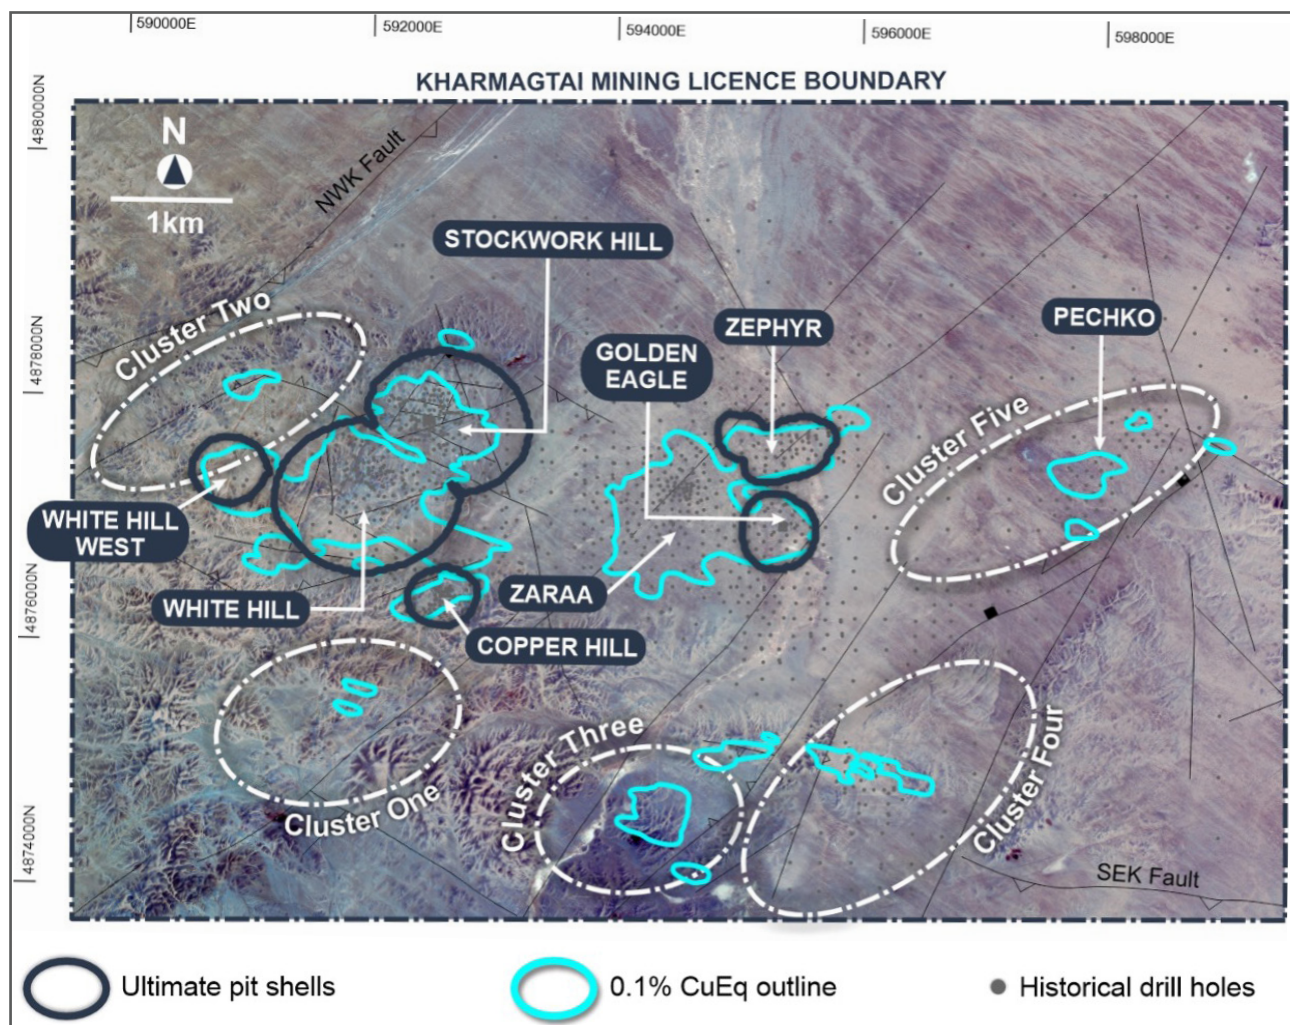 590000E
592000E
594000E
596000E
598000E
KHARMAGTAI MINING LICENCE BOUNDARY
4880000N
N
1km
NWK Fault
STOCKWORK HILL
Cluster Two
ZEPHYR
PECHKO
GOLDEN
EAGLE
4878000N
Cluster Five
WHITE HILL
WEST
WHITE HILL
ZARAA
COPPER HILL
4876000N
Cluster Three
Cluster Four
Cluster One
4874000N
SEK Fault
Ultimate pit shells
0.1% CuEq outline
Historical drill holes